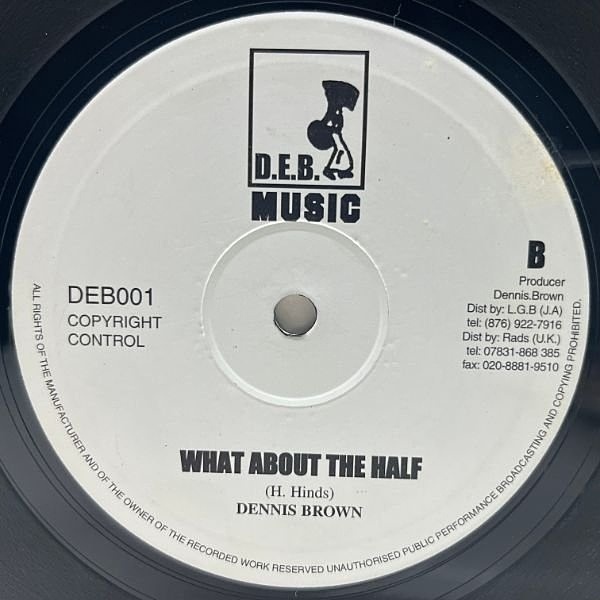 D.E.B.
MUSIC
DEB001
COPYRIGHT
CONTROL
B
Producer
Dennis.Brown
Dist by: L.G.B (J.A)
tel: (876) 922-7916
Dist by: Rads (U.K.)
tel: 07831-868 385
fax: 020-8881-9510
WHAT ABOUT THE HALF
(H. Hinds)
DENNIS BROWN
ALL RIGHTS OF THE MANUFACTURER AND OF THE OWNER OF THE RECORDED WORK RESERVED UNAUTHORISED PUBLIC PERFORMANCE BROADCASTING AND COPYING PROHIBITED.